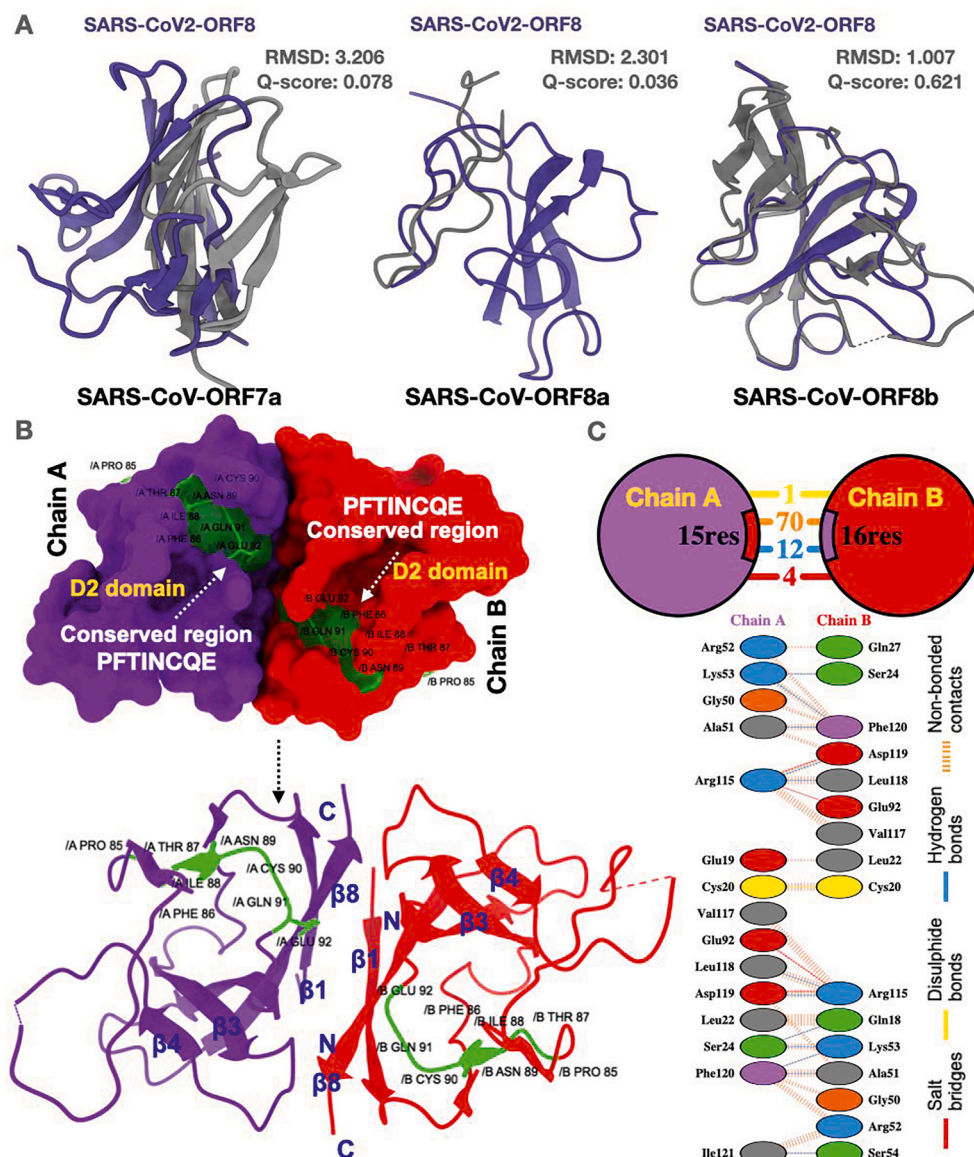 A
SARS-CoV2-ORF8
RMSD: 3.206
Q-score: 0.078
SARS-CoV-ORF7a
SARS-CoV2-ORF8
RMSD: 2.301
Q-score: 0.036
SARS-CoV-ORF8a
SARS-CoV2-ORF8
RMSD: 1.007
Q-score: 0.621
SARS-CoV-ORF8b
B
Chain A
/A PRO 85
/A CYS 90
/A THR 87
/A ASN 89
/A ILE 88
/A GLN 91
/A PHE 86
/A GLU 92
D2 domain
Conserved region
PFTINCQE
PFTINCQE
Conserved region
D2 domain
/B GLU 92
/B PHE 86
/B GLN 91
/B ILE 88
/B CYS 90
/B THR 87
/B ASN 89
/B PRO 85
Chain B
/A PRO 85
/A THR 87
/A ASN 89
/A CYS 90
/A ILE 88
/A GLN 91
/A PHE 86
/A GLU 92
C
β8
β1
β3
β4
N
β1
β4
β3
/B GLU 92
/B PHE 86
/B ILE 88
/B THR 87
/B GLN 91
/B CYS 90
/B ASN 89
/B PRO 85
N
β8
C
C
Chain A
15res
1
70
12
4
Chain B
16res
Chain A
Chain B
Arg52
Gln27
Lys53
Ser24
Gly50
Ala51
Phe120
Asp119
Arg115
Leu118
Glu92
Val117
Glu19
Leu22
Cys20
Cys20
Val117
Glu92
Leu118
Asp119
Arg115
Leu22
Gln18
Ser24
Lys53
Phe120
Ala51
Gly50
Arg52
Ile121
Ser54
Non-bonded
contacts
Hydrogen
bonds
Disulphide
bonds
Salt
bridges